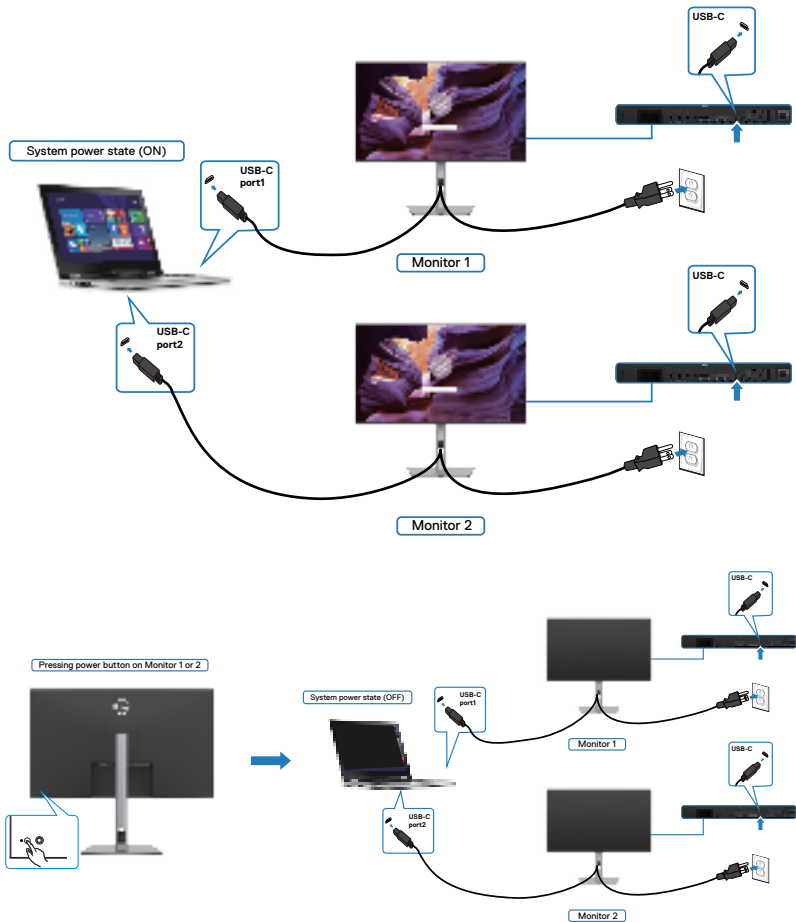 USB-C
System power state (ON)
USB-C
port1
Monitor 1
USB-C
USB-C
port2
Monitor 2
USB-C
Pressing power button on Monitor 1 or 2
System power state (OFF)
USB-C
port1
Monitor 1
USB-C
USB-C
port2
Monitor 2